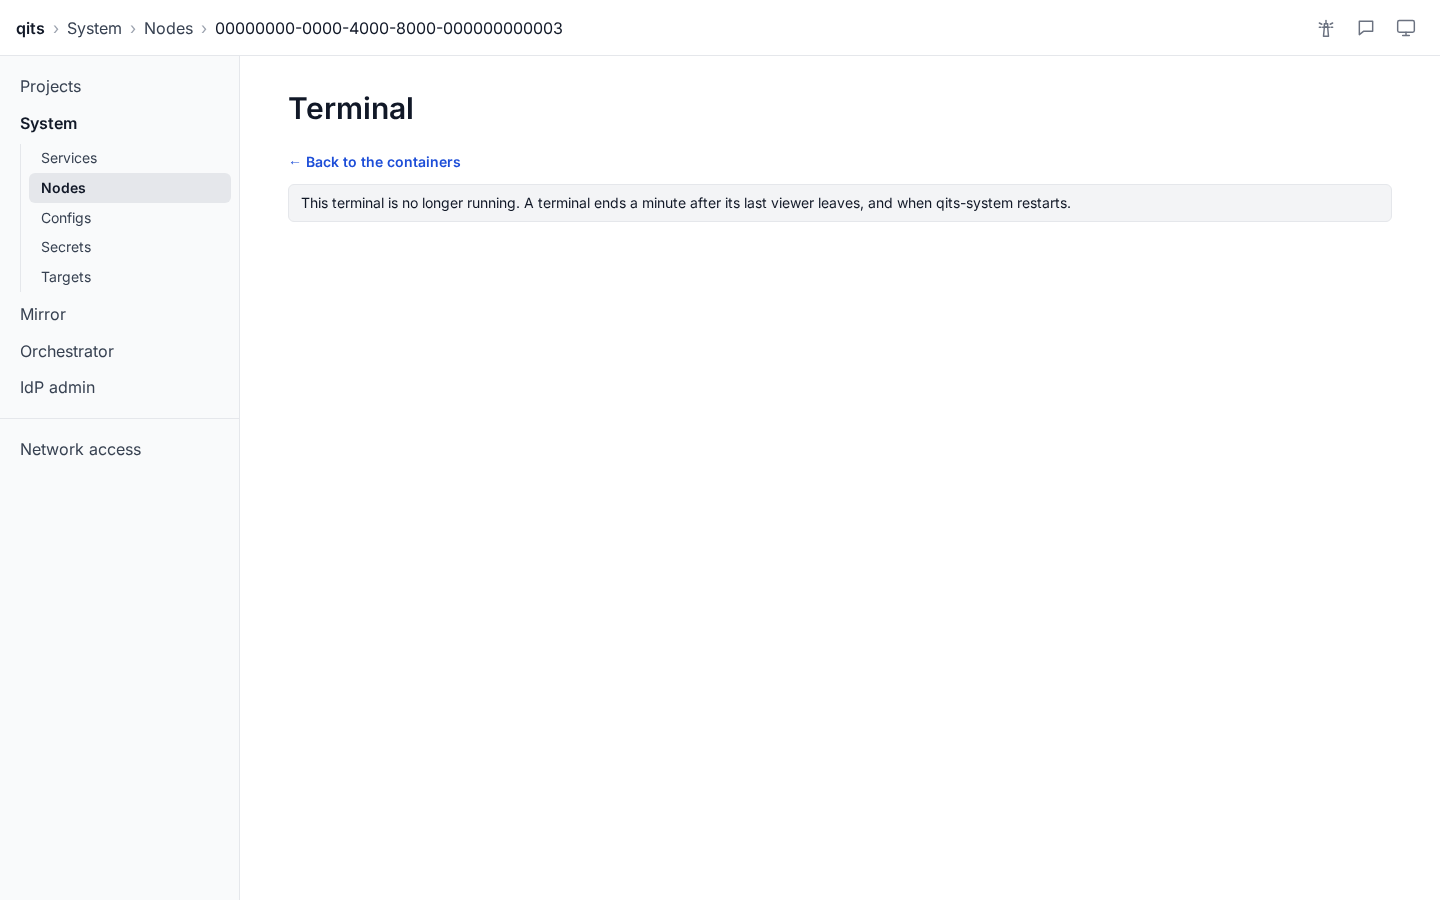 qits › System › Nodes › 00000000-0000-4000-8000-000000000003
Projects
System
Services
Nodes
Configs
Secrets
Targets
Mirror
Orchestrator
IdP admin
Network access
Terminal
← Back to the containers
This terminal is no longer running. A terminal ends a minute after its last viewer leaves, and when qits-system restarts.